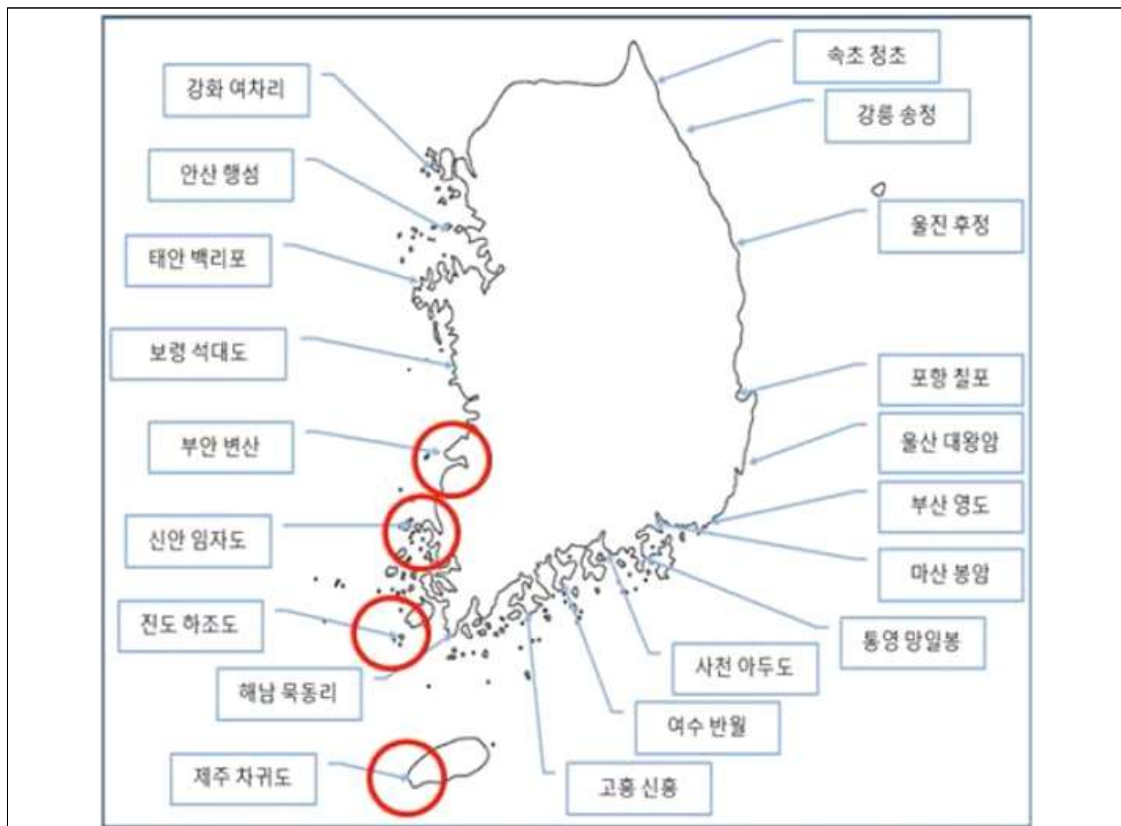 속초 청초
강릉 송정
강화 여차리
안산 행섬
울진 후정
태안 백리포
보령 석대도
포항 칠포
부안 변산
울산 대왕암
부산 영도
신안 임자도
마산 봉암
진도 하조도
통영 망일봉
사천 아두도
해남 묵동리
여수 반월
제주 차귀도
고흥 신흥